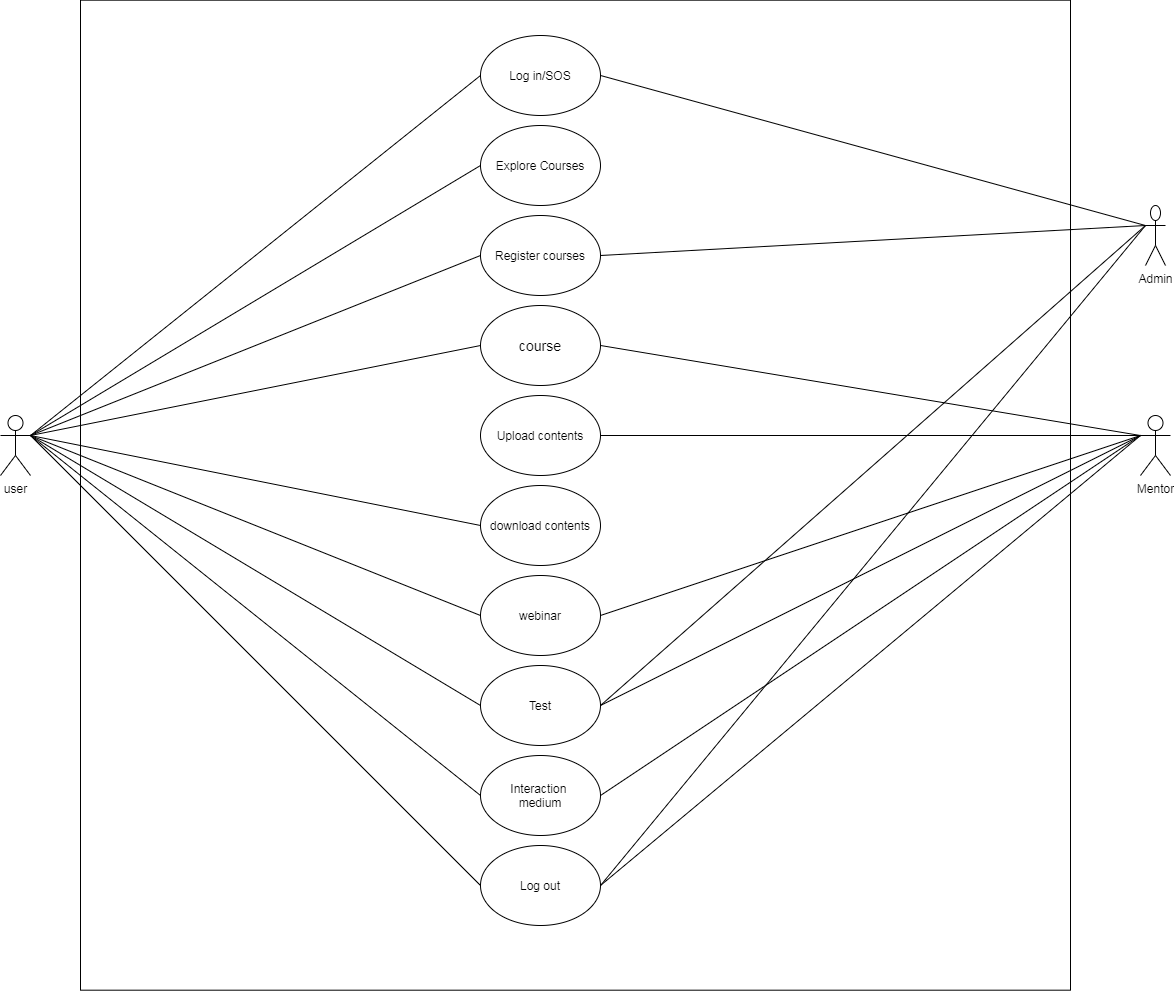 Log in/SOS
Explore Courses
Register courses
Admin
course
Upload contents
user
Mentor
download contents
webinar
Test
Interaction
medium
Log out